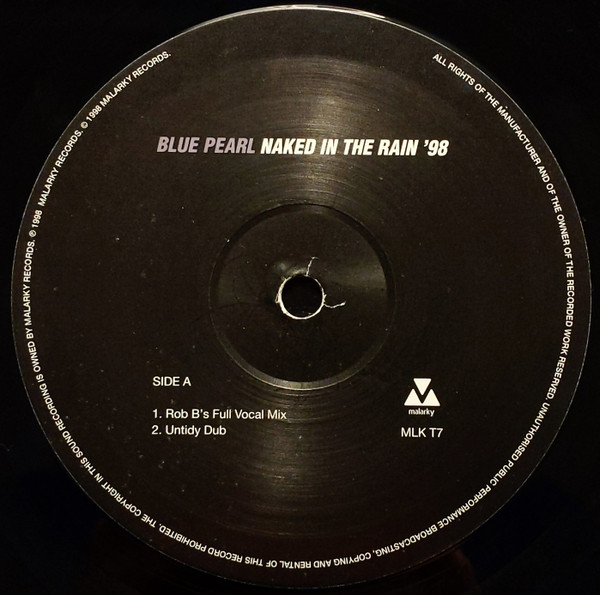 BLUE PEARL NAKED IN THE RAIN '98
SIDE A
1. Rob B's Full Vocal Mix
2. Untidy Dub
malarky
MLK T7
ALL RIGHTS OF THE MANUFACTURER AND OF THE OWNER OF THE RECORDED WORK RESERVED. UNAUTHORISED PUBLIC PERFORMANCE BROADCASTING, COPYING AND RENTAL OF THIS RECORD PROHIBITED. THE COPYRIGHT IN THIS SOUND RECORDING IS OWNED BY MALARKY RECORDS. ℗ 1998 MALARKY RECORDS. © 1998 MALARKY RECORDS.